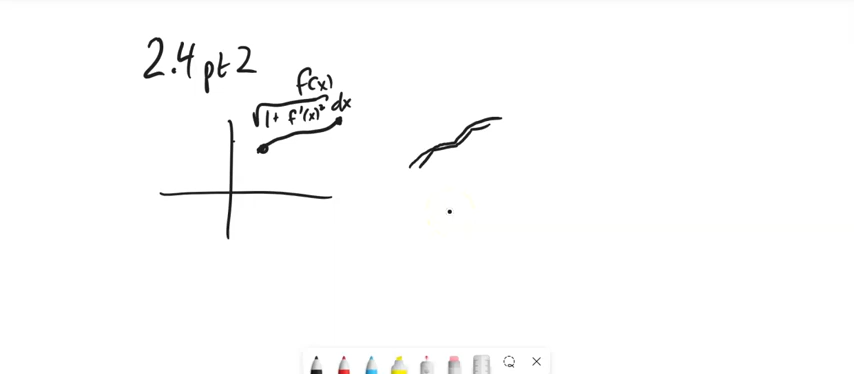 2.4 pt 2
f(x)
√1 + f'(x)² dx